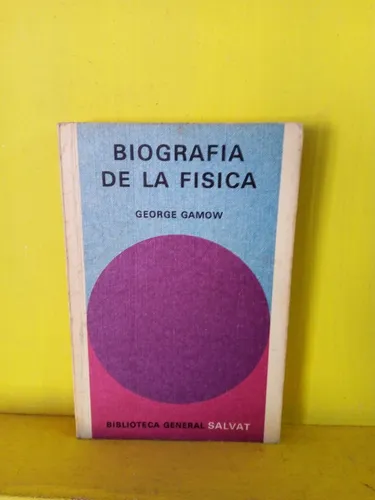 BIOGRAFIA
DE LA FISICA
GEORGE GAMOW
BIBLIOTECA GENERAL SALVAT